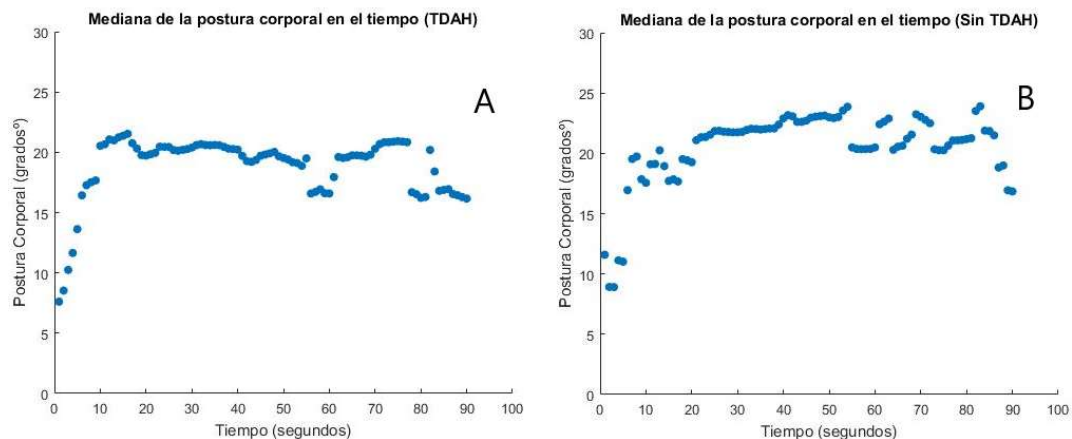 Mediana de la postura corporal en el tiempo (TDAH)
30
25
20
15
10
5
0
Postura Corporal (gradosº)
A
0 10 20 30 40 50 60 70 80 90 100
Tiempo (segundos)
Mediana de la postura corporal en el tiempo (Sin TDAH)
30
25
20
15
10
5
0
Postura Corporal (gradosº)
B
0 10 20 30 40 50 60 70 80 90 100
Tiempo (segundos)